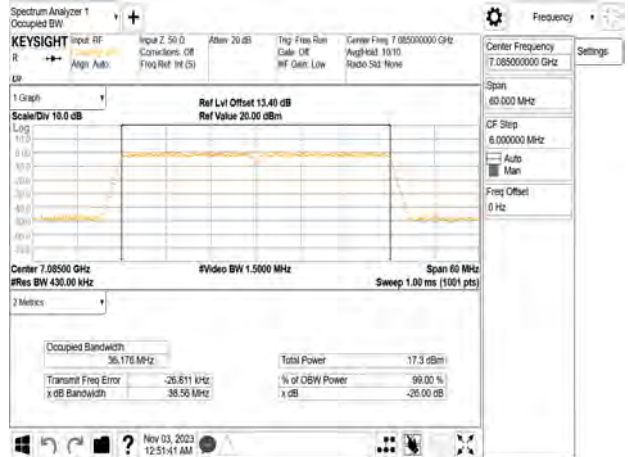 Spectrum Analyzer 1
Occupied BW
Frequency
KEYSIGHT
Input: RF
Input Z: 50 Ω
Atten: 20 dB
Trig: Free Run
Center Freq: 7.085000000 GHz
R
Corrections: Off
Gate: Off
Avg|Hold: 10/10
Align: Auto
Freq Ref: Int (S)
#IF Gain: Low
Radio Std: None
Center Frequency
7.085000000 GHz
Settings
Span
60.000 MHz
CF Step
6.000000 MHz
Auto
Man
Freq Offset
0 Hz
1 Graph
Scale/Div 10.0 dB
Ref Lvl Offset 13.40 dB
Ref Value 20.00 dBm
Log
10.0
0.00
Center 7.08500 GHz
#Video BW 1.5000 MHz
Span 60 MHz
#Res BW 430.00 kHz
Sweep 1.00 ms (1001 pts)
2 Metrics
Occupied Bandwidth
36.176 MHz
Total Power
17.3 dBm
Transmit Freq Error
-26.811 kHz
% of OBW Power
99.00 %
x dB Bandwidth
38.56 MHz
x dB
-26.00 dB
Nov 03, 2023
12:51:41 AM